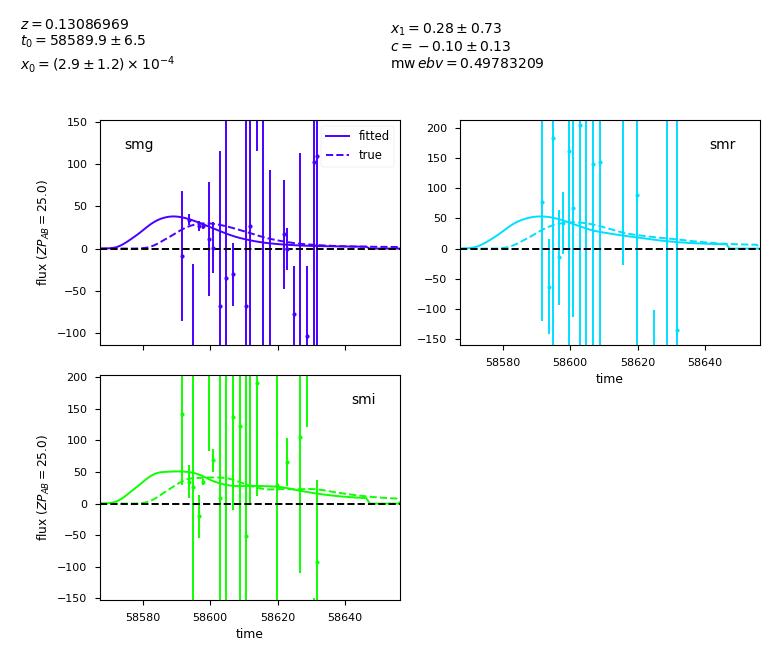 z = 0.13086969
t₀ = 58589.9 ± 6.5
x₀ = (2.9 ± 1.2) × 10⁻⁴
x₁ = 0.28 ± 0.73
c = −0.10 ± 0.13
mw ebv = 0.49783209
smg
fitted
true
150
100
50
0
−50
−100
flux (ZP_AB = 25.0)
smr
200
150
100
50
0
−50
−100
−150
58580 58600 58620 58640
time
smi
200
150
100
50
0
−50
−100
−150
flux (ZP_AB = 25.0)
58580 58600 58620 58640
time